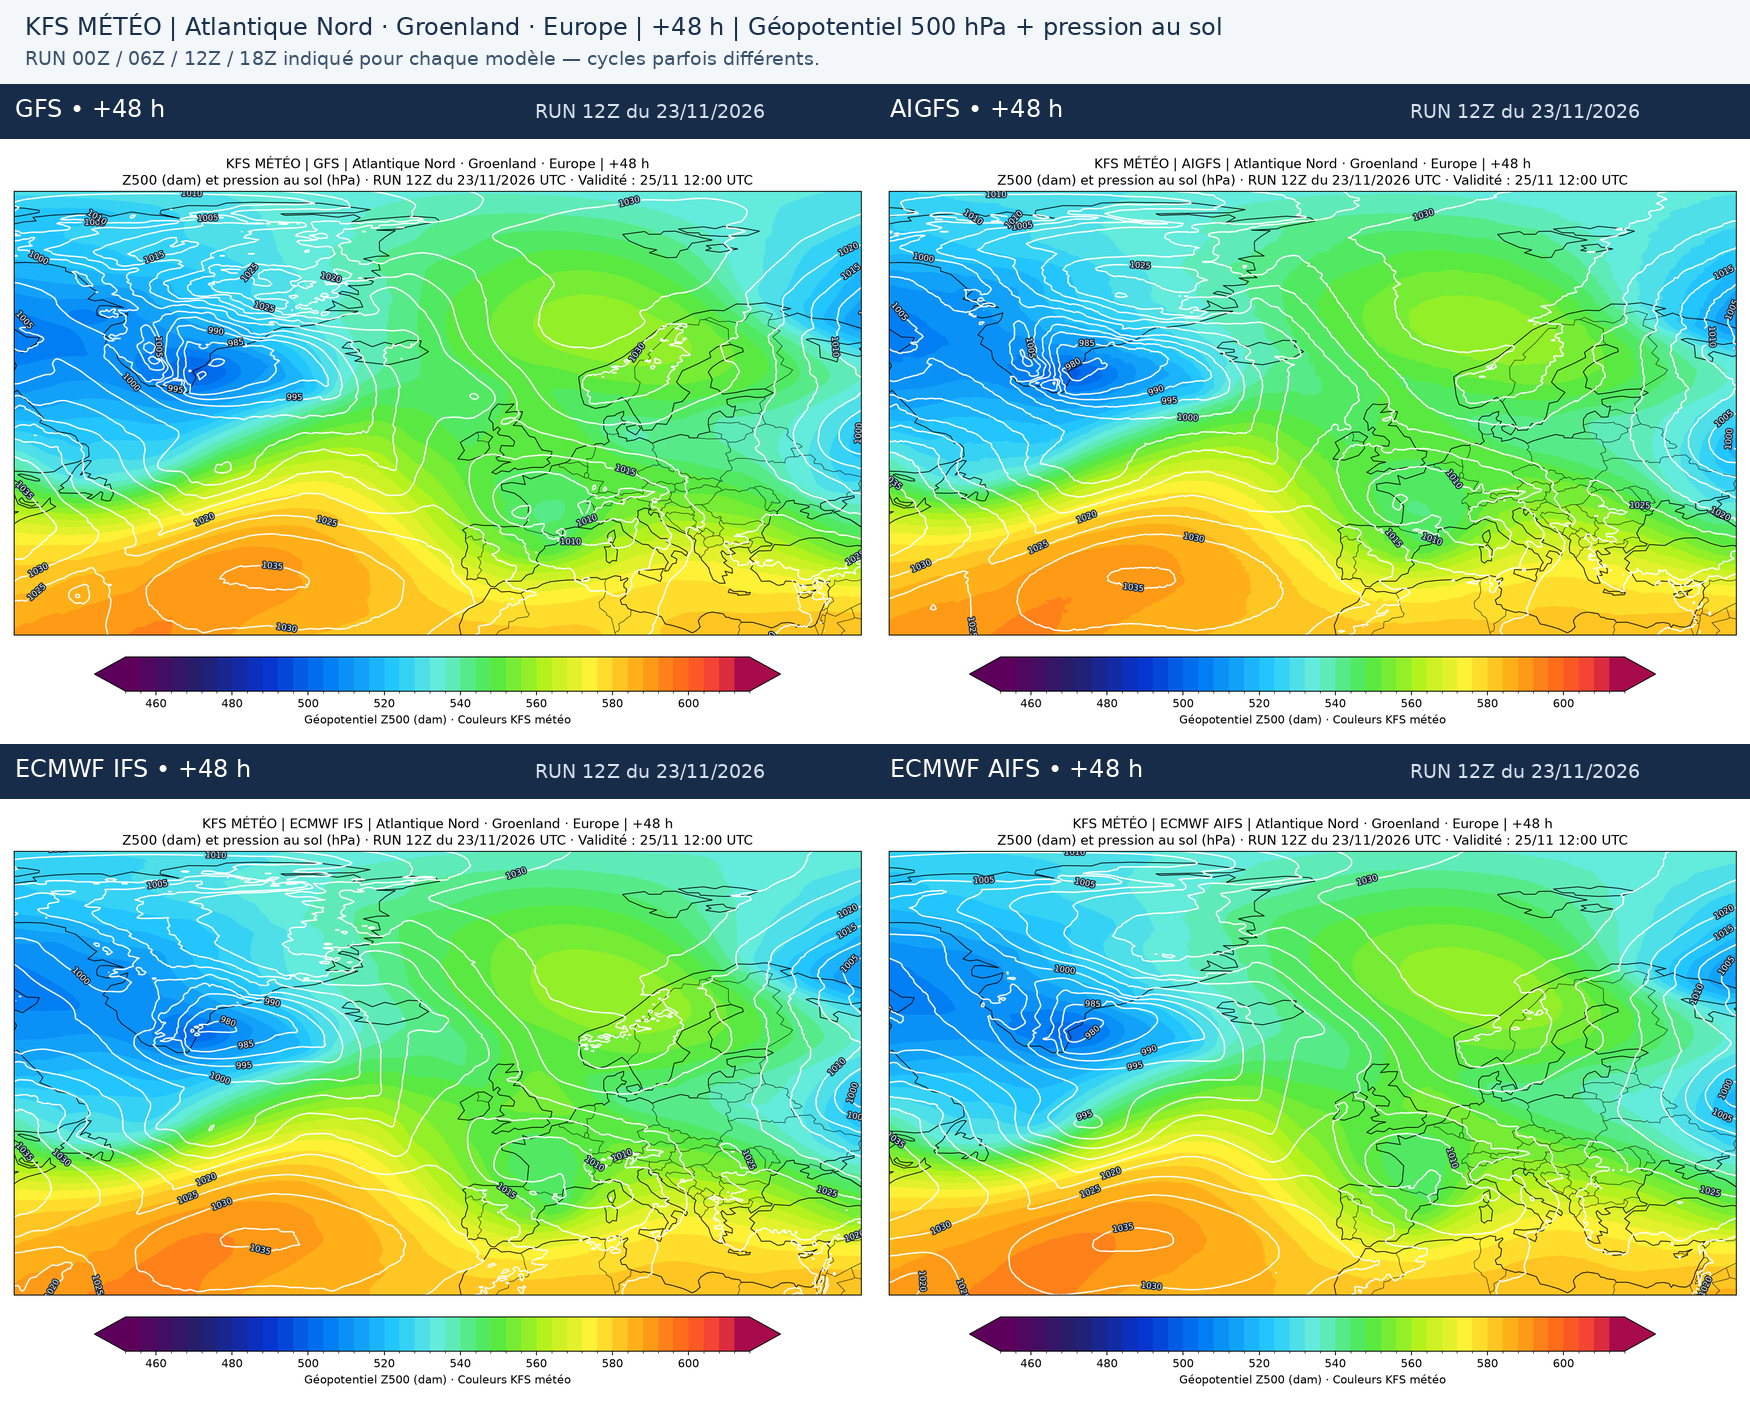 KFS MÉTÉO | Atlantique Nord · Groenland · Europe | +48 h | Géopotentiel 500 hPa + pression au sol
RUN 00Z / 06Z / 12Z / 18Z indiqué pour chaque modèle — cycles parfois différents.
GFS • +48 h
RUN 12Z du 23/11/2026
AIGFS • +48 h
RUN 12Z du 23/11/2026
KFS MÉTÉO | GFS | Atlantique Nord · Groenland · Europe | +48 h
Z500 (dam) et pression au sol (hPa) · RUN 12Z du 23/11/2026 UTC · Validité : 25/11 12:00 UTC
KFS MÉTÉO | AIGFS | Atlantique Nord · Groenland · Europe | +48 h
Z500 (dam) et pression au sol (hPa) · RUN 12Z du 23/11/2026 UTC · Validité : 25/11 12:00 UTC
460 480 500 520 540 560 580 600
Géopotentiel Z500 (dam) · Couleurs KFS météo
460 480 500 520 540 560 580 600
Géopotentiel Z500 (dam) · Couleurs KFS météo
ECMWF IFS • +48 h
RUN 12Z du 23/11/2026
ECMWF AIFS • +48 h
RUN 12Z du 23/11/2026
KFS MÉTÉO | ECMWF IFS | Atlantique Nord · Groenland · Europe | +48 h
Z500 (dam) et pression au sol (hPa) · RUN 12Z du 23/11/2026 UTC · Validité : 25/11 12:00 UTC
KFS MÉTÉO | ECMWF AIFS | Atlantique Nord · Groenland · Europe | +48 h
Z500 (dam) et pression au sol (hPa) · RUN 12Z du 23/11/2026 UTC · Validité : 25/11 12:00 UTC
460 480 500 520 540 560 580 600
Géopotentiel Z500 (dam) · Couleurs KFS météo
460 480 500 520 540 560 580 600
Géopotentiel Z500 (dam) · Couleurs KFS météo